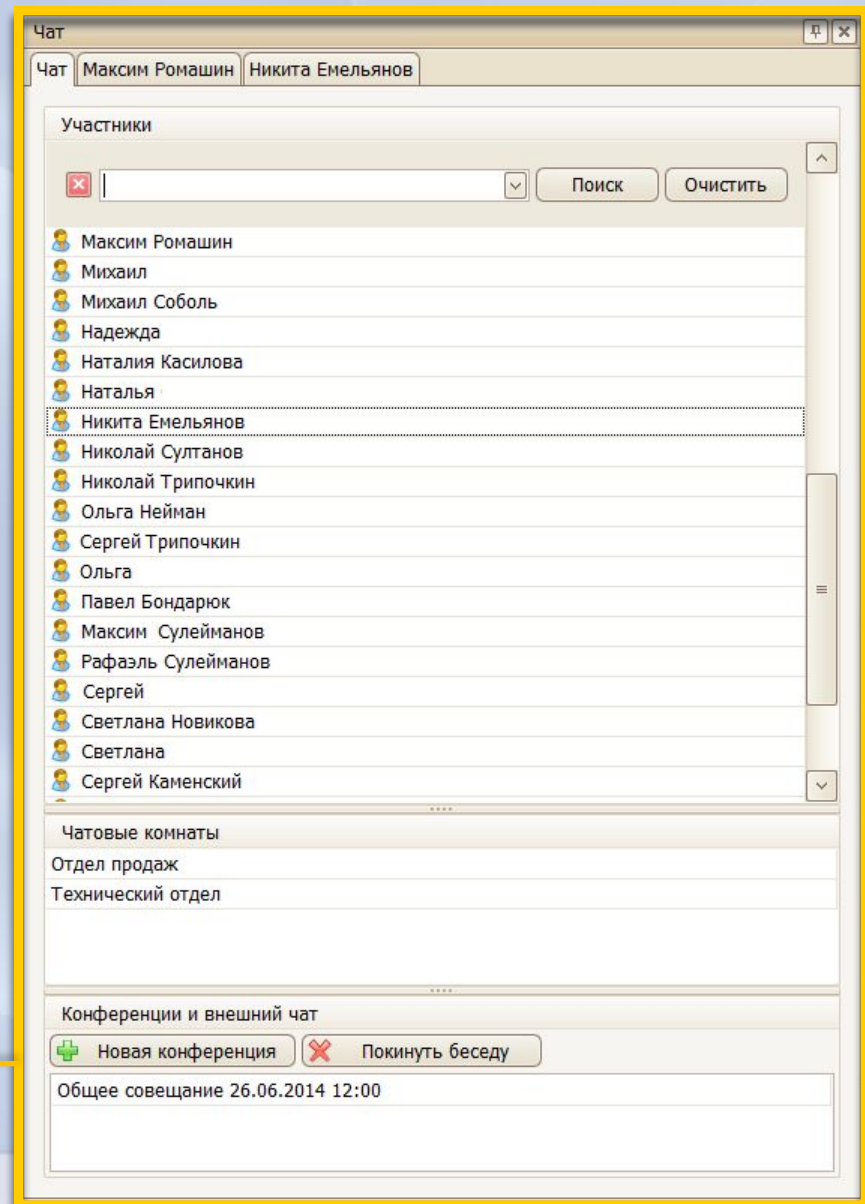 Чат
Чат Максим Ромашин Никита Емельянов
Участники
Поиск Очистить
Максим Ромашин
Михаил
Михаил Соболь
Надежда
Наталия Касилова
Наталья
Никита Емельянов
Николай Султанов
Николай Трипочкин
Ольга Нейман
Сергей Трипочкин
Ольга
Павел Бондарюк
Максим Сулейманов
Рафаэль Сулейманов
Сергей
Светлана Новикова
Светлана
Сергей Каменский
Чатовые комнаты
Отдел продаж
Технический отдел
Конференции и внешний чат
Новая конференция Покинуть беседу
Общее совещание 26.06.2014 12:00